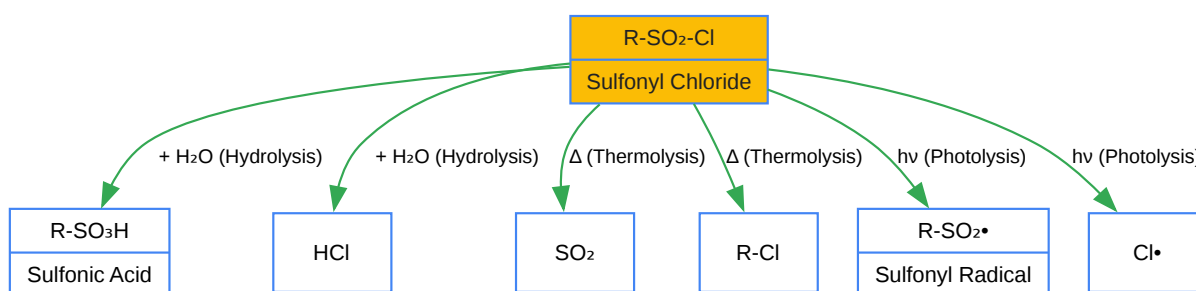 R-SO₂-Cl
Sulfonyl Chloride
+ H₂O (Hydrolysis)
+ H₂O (Hydrolysis)
Δ (Thermolysis)
Δ (Thermolysis)
hν (Photolysis)
hν (Photolysis)
R-SO₃H
Sulfonic Acid
HCl
SO₂
R-Cl
R-SO₂•
Sulfonyl Radical
Cl•